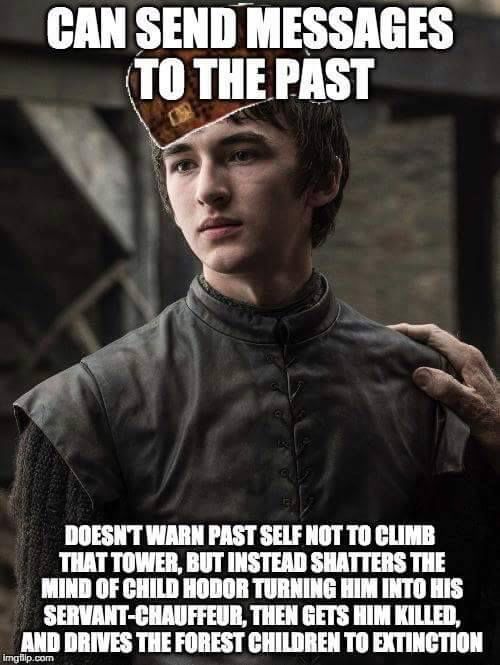 CAN SEND MESSAGES
TO THE PAST
DOESN'T WARN PAST SELF NOT TO CLIMB
THAT TOWER, BUT INSTEAD SHATTERS THE
MIND OF CHILD HODOR TURNING HIM INTO HIS
SERVANT-CHAUFFEUR, THEN GETS HIM KILLED,
AND DRIVES THE FOREST CHILDREN TO EXTINCTION
imgflip.com